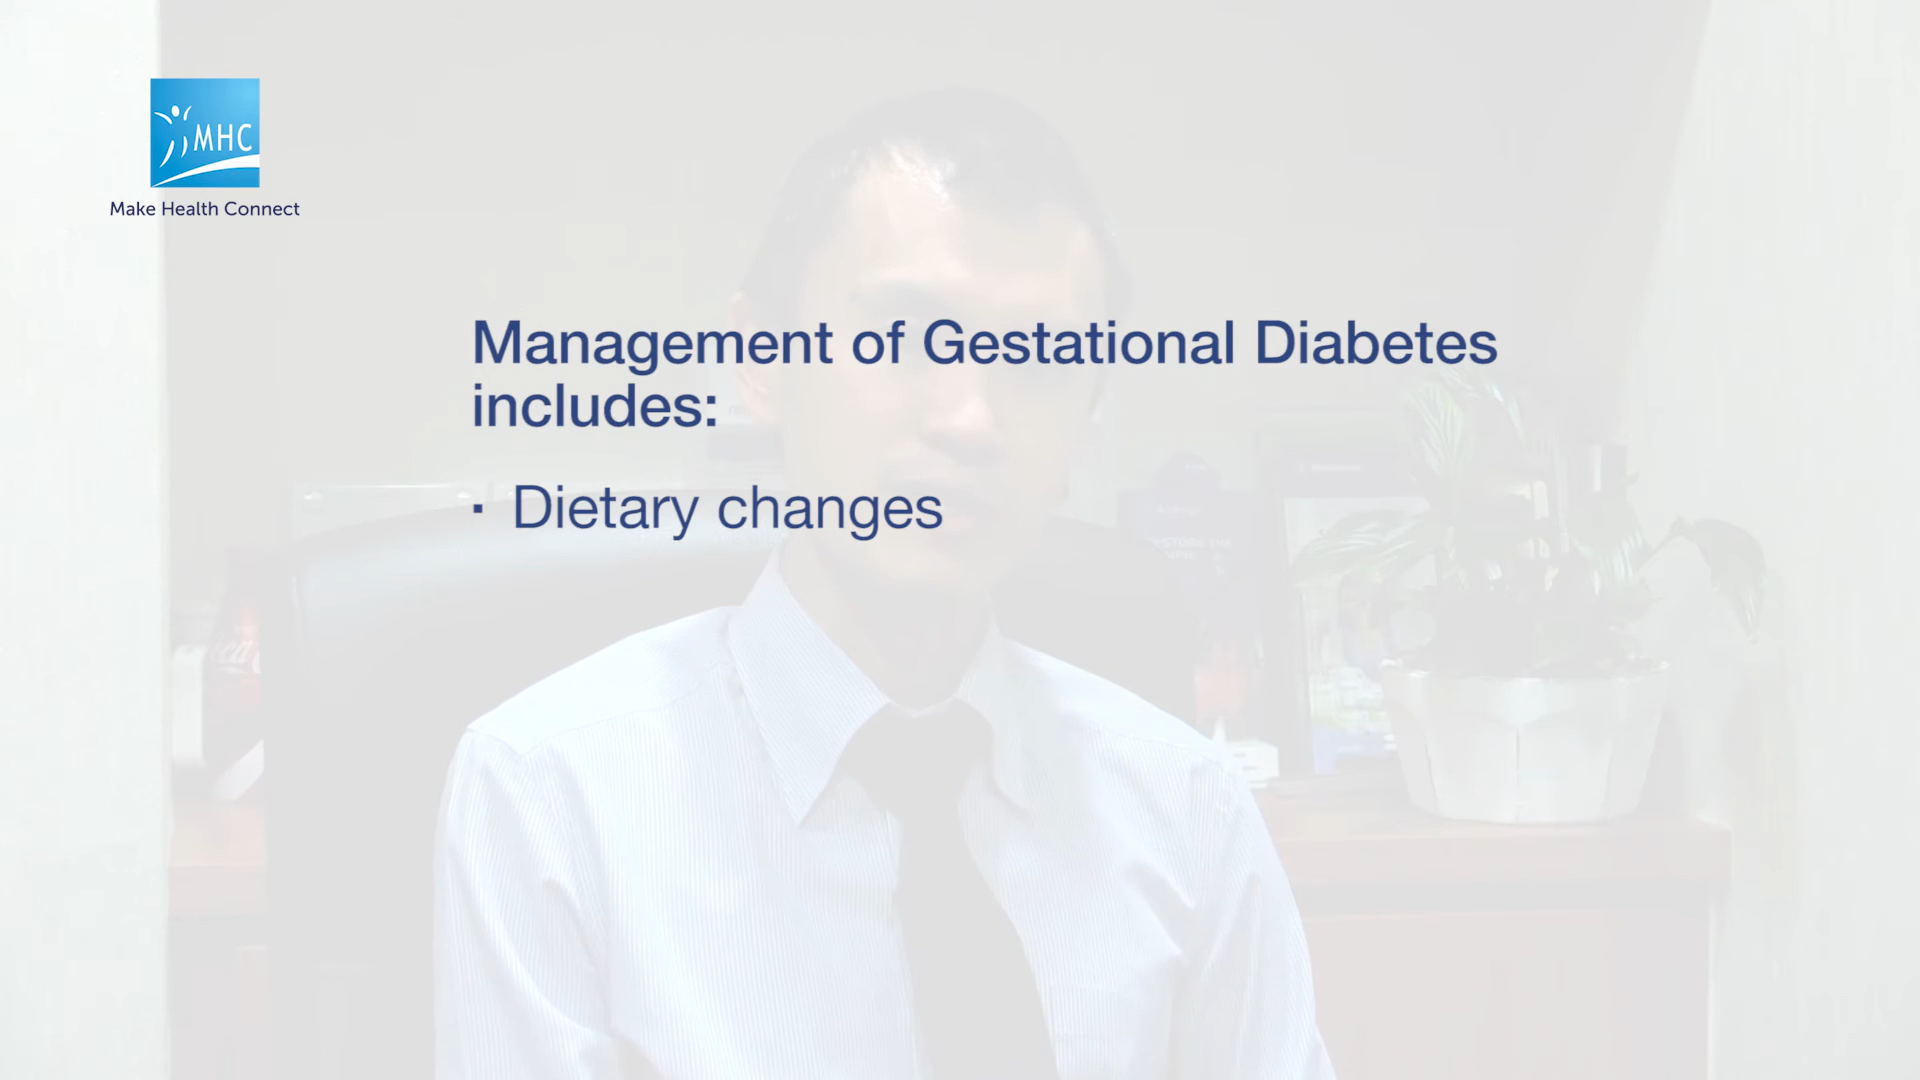 MHC
Make Health Connect
Management of Gestational Diabetes
includes:
· Dietary changes